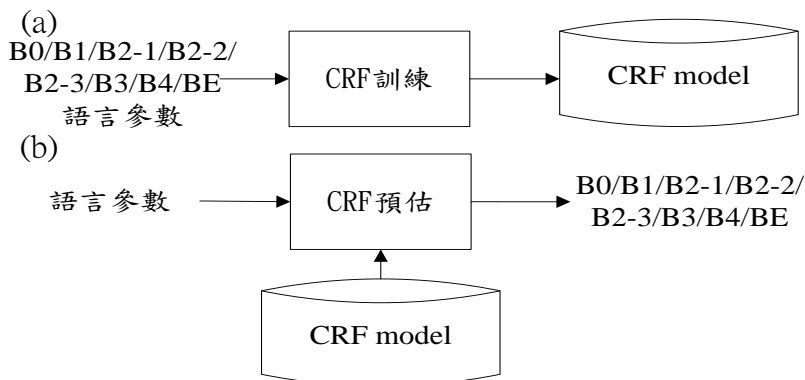 (a)
B0/B1/B2-1/B2-2/
B2-3/B3/B4/BE
語言參數
CRF訓練
CRF model
(b)
語言參數
CRF預估
B0/B1/B2-1/B2-2/
B2-3/B3/B4/BE
CRF model